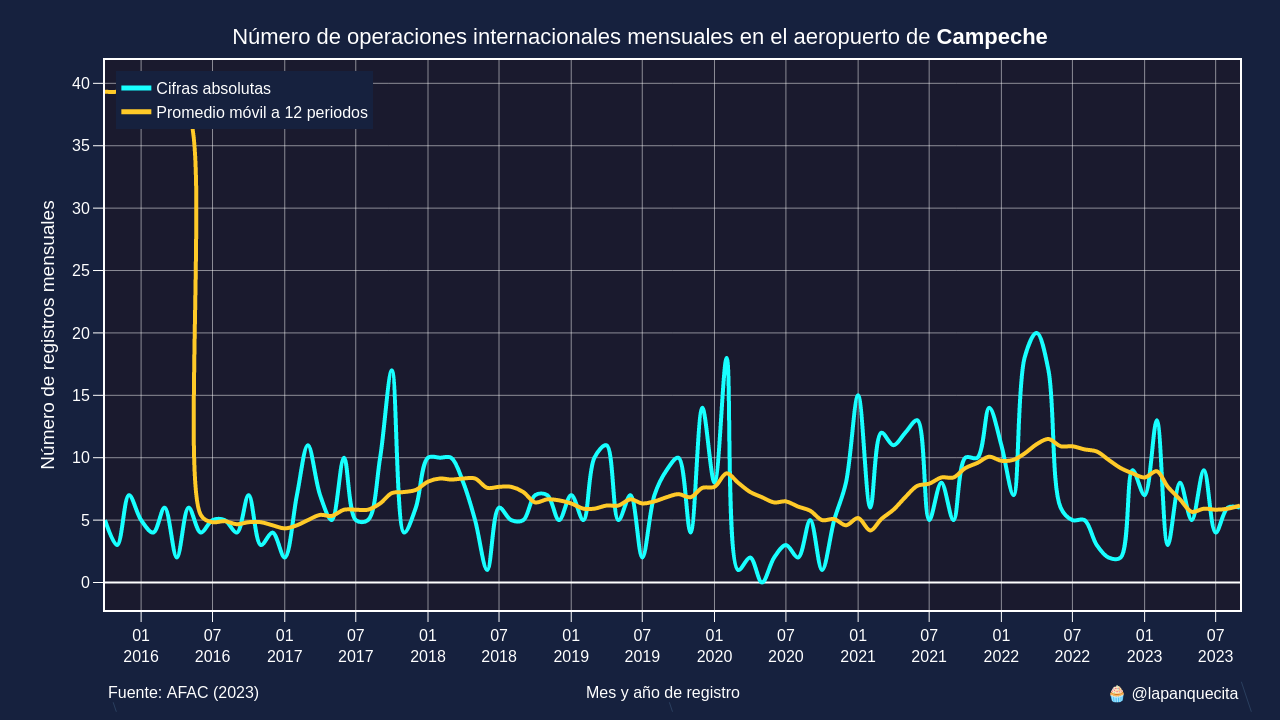 Número de operaciones internacionales mensuales en el aeropuerto de Campeche
Cifras absolutas
Promedio móvil a 12 periodos
Número de registros mensuales
40
35
30
25
20
15
10
5
0
01 07 01 07 01 07 01 07 01 07 01 07 01 07 01 07
2016 2016 2017 2017 2018 2018 2019 2019 2020 2020 2021 2021 2022 2022 2023 2023
Fuente: AFAC (2023)
Mes y año de registro
🧁 @lapanquecita